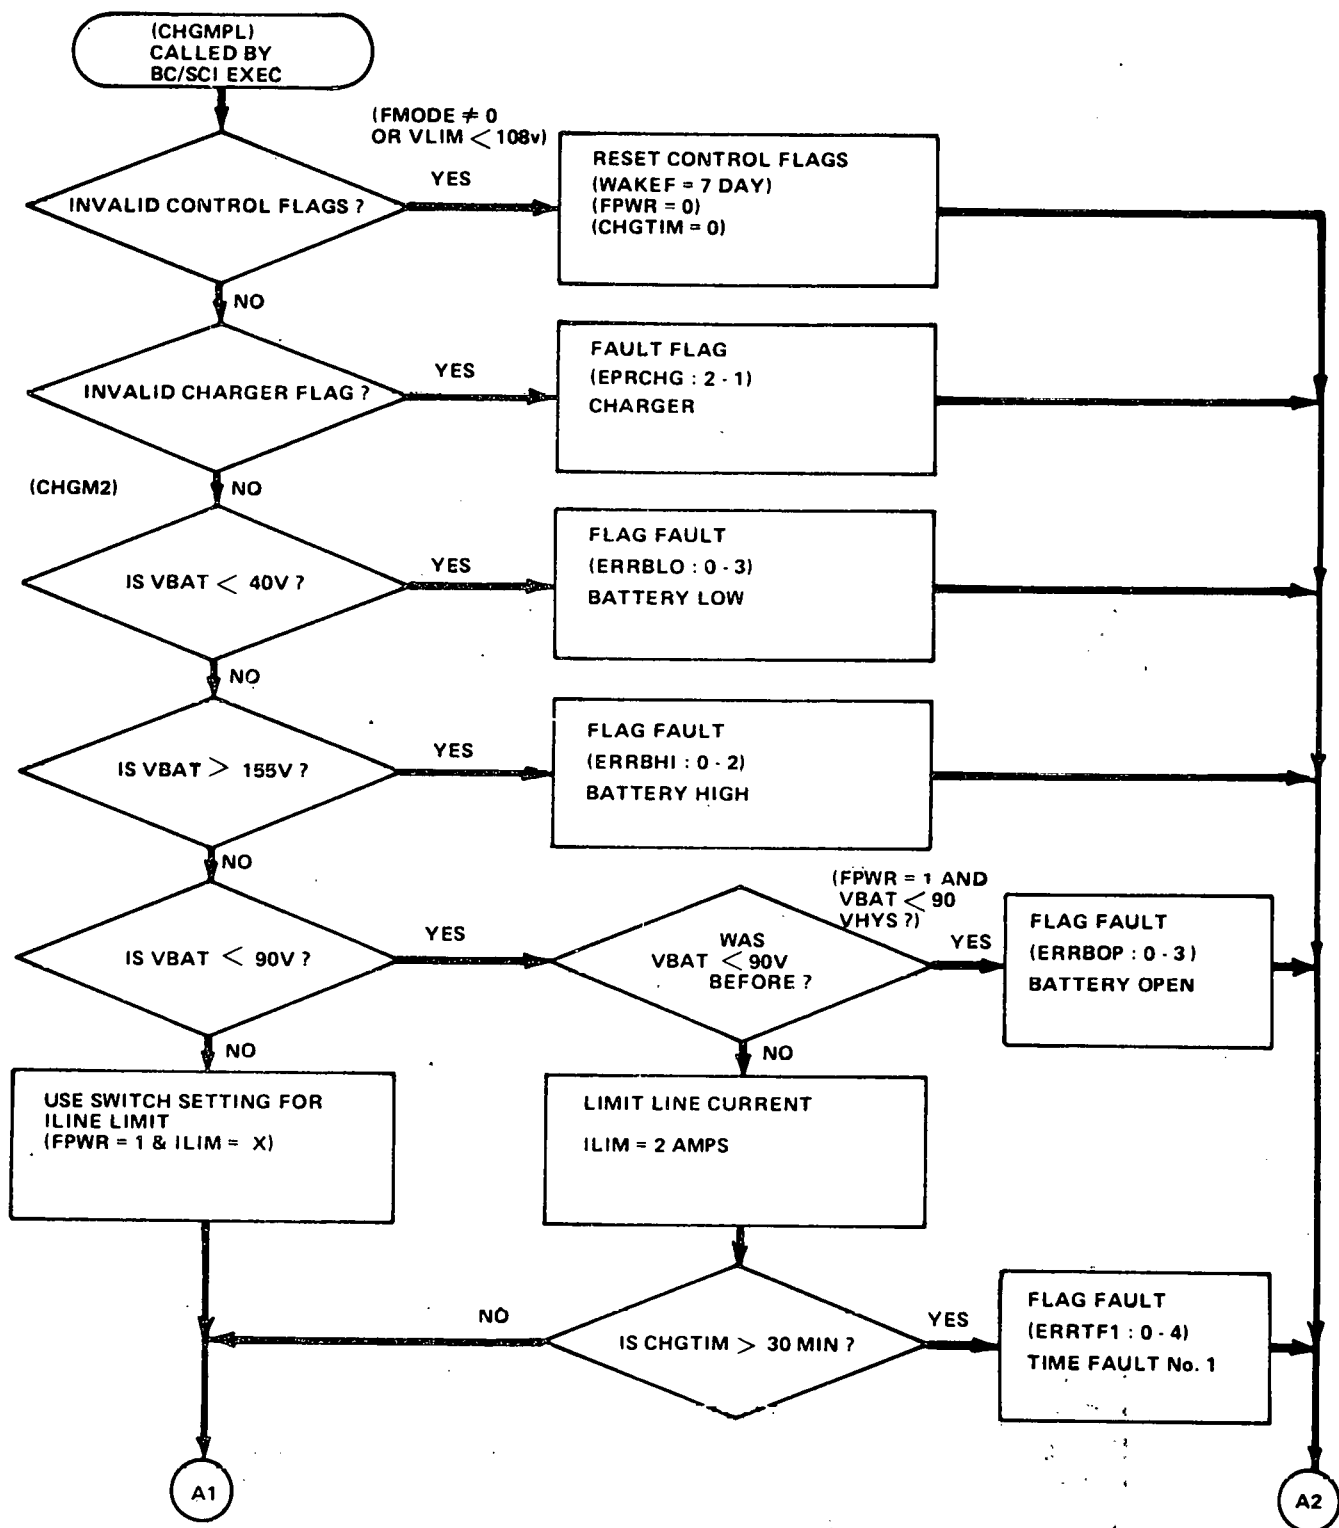 (CHGMPL)
CALLED BY
BC/SCI EXEC
(FMODE ≠ 0
OR VLIM < 108v)
INVALID CONTROL FLAGS ?
YES
RESET CONTROL FLAGS
(WAKEF = 7 DAY)
(FPWR = 0)
(CHGTIM = 0)
NO
INVALID CHARGER FLAG ?
YES
FAULT FLAG
(EPRCHG : 2 - 1)
CHARGER
(CHGM2)
NO
IS VBAT < 40V ?
YES
FLAG FAULT
(ERRBLO : 0 - 3)
BATTERY LOW
NO
IS VBAT > 155V ?
YES
FLAG FAULT
(ERRBHI : 0 - 2)
BATTERY HIGH
NO
IS VBAT < 90V ?
YES
(FPWR = 1 AND
VBAT < 90
VHYS ?)
WAS
VBAT < 90V
BEFORE ?
YES
FLAG FAULT
(ERRBOP : 0 - 3)
BATTERY OPEN
NO
USE SWITCH SETTING FOR
ILINE LIMIT
(FPWR = 1 & ILIM = X)
NO
LIMIT LINE CURRENT
ILIM = 2 AMPS
NO
IS CHGTIM > 30 MIN ?
YES
FLAG FAULT
(ERRTF1 : 0 - 4)
TIME FAULT No. 1
A1
A2